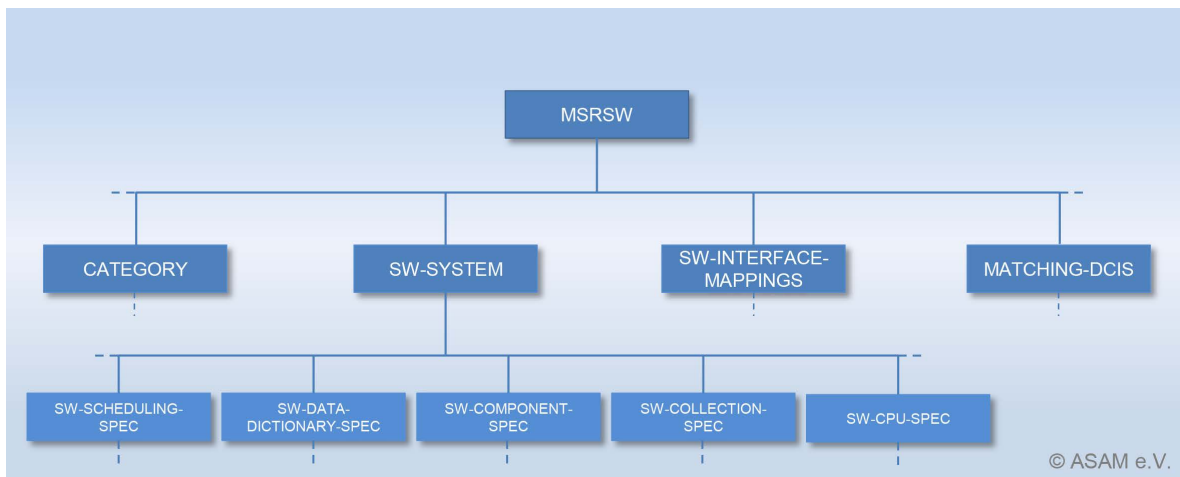 MSRSW
CATEGORY
SW-SYSTEM
SW-INTERFACE-
MAPPINGS
MATCHING-DCIS
SW-SCHEDULING-
SPEC
SW-DATA-
DICTIONARY-SPEC
SW-COMPONENT-
SPEC
SW-COLLECTION-
SPEC
SW-CPU-SPEC
© ASAM e.V.